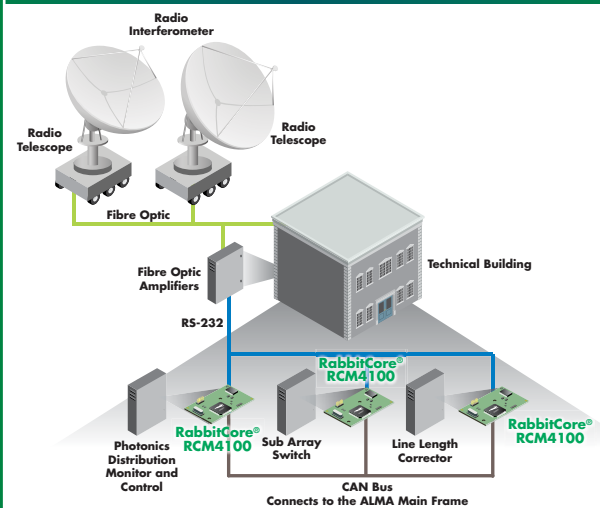 Radio
Interferometer
Radio
Telescope
Radio
Telescope
Fibre Optic
Fibre Optic
Amplifiers
Technical Building
RS-232
RabbitCore®
RCM4100
RabbitCore®
RCM4100
RabbitCore®
RCM4100
Photonics
Distribution
Monitor and
Control
Sub Array
Switch
Line Length
Corrector
CAN Bus
Connects to the ALMA Main Frame